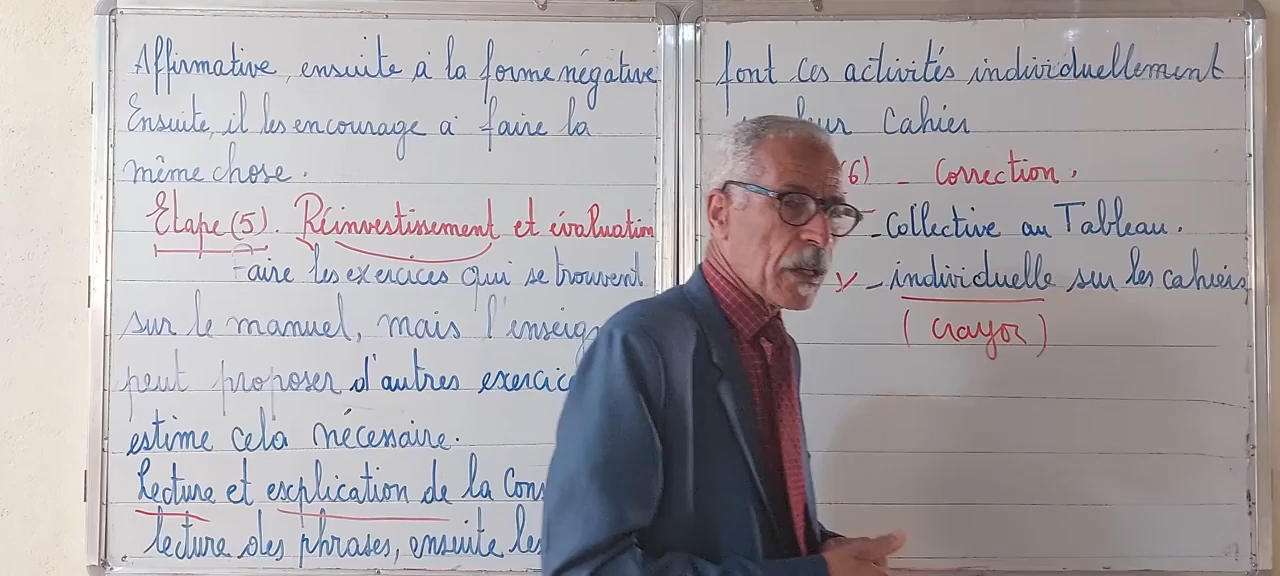 Affirmative, ensuite à la forme négative
Ensuite, il les encourage à faire la
même chose.
Etape (5). Réinvestissement et évaluation
Faire les exercices qui se trouvent
sur le manuel, mais l'enseig
peut proposer d'autres exercic
estime cela nécessaire.
Lecture et explication de la Cons
lecture des phrases, ensuite les
font ces activités individuellement
leur Cahier
(6) - Correction.
- Collective au Tableau.
- individuelle sur les cahiers
(crayon)